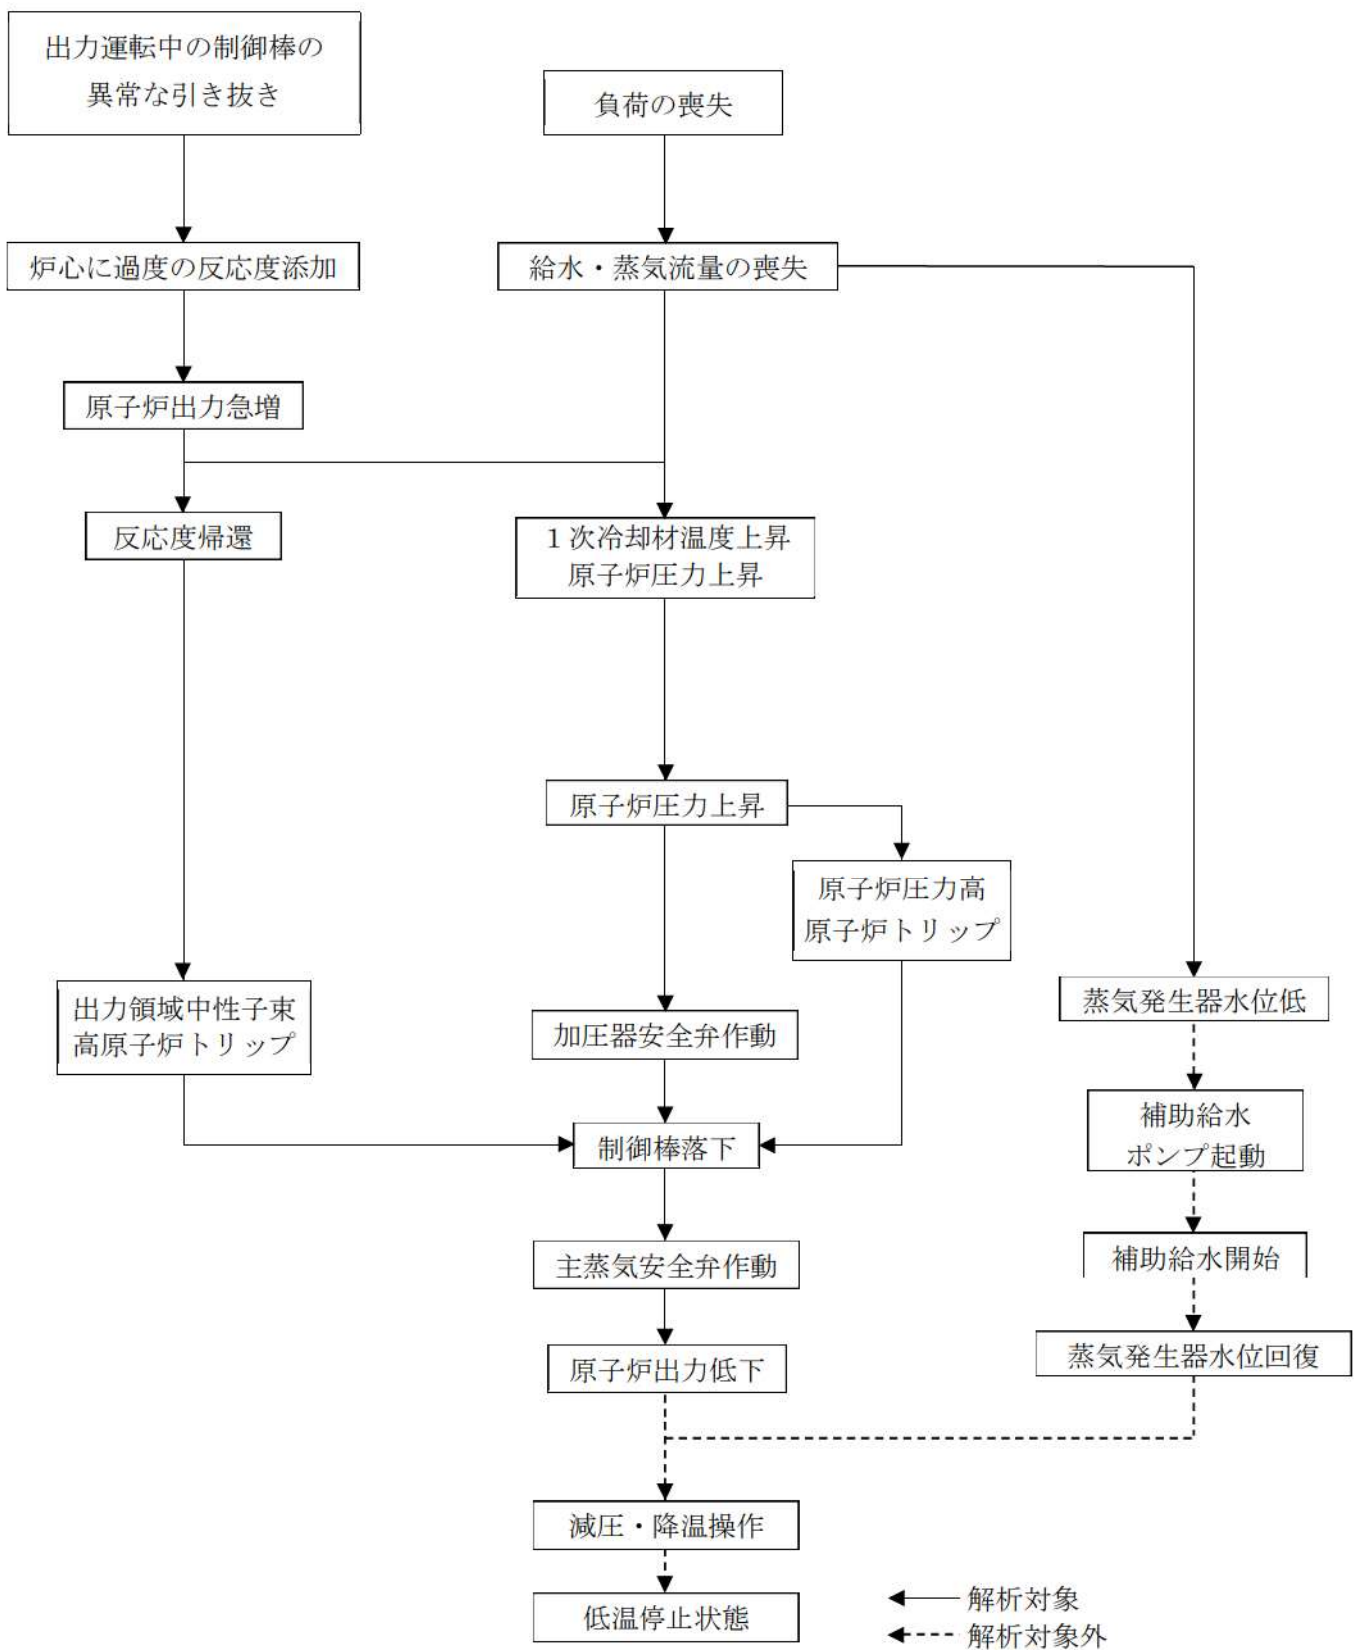 出力運転中の制御棒の
異常な引き抜き
負荷の喪失
炉心に過度の反応度添加
給水・蒸気流量の喪失
原子炉出力急増
反応度帰還
１次冷却材温度上昇
原子炉圧力上昇
原子炉圧力上昇
原子炉圧力高
原子炉トリップ
出力領域中性子束
高原子炉トリップ
蒸気発生器水位低
加圧器安全弁作動
補助給水
ポンプ起動
制御棒落下
主蒸気安全弁作動
補助給水開始
原子炉出力低下
蒸気発生器水位回復
減圧・降温操作
低温停止状態
解析対象
解析対象外